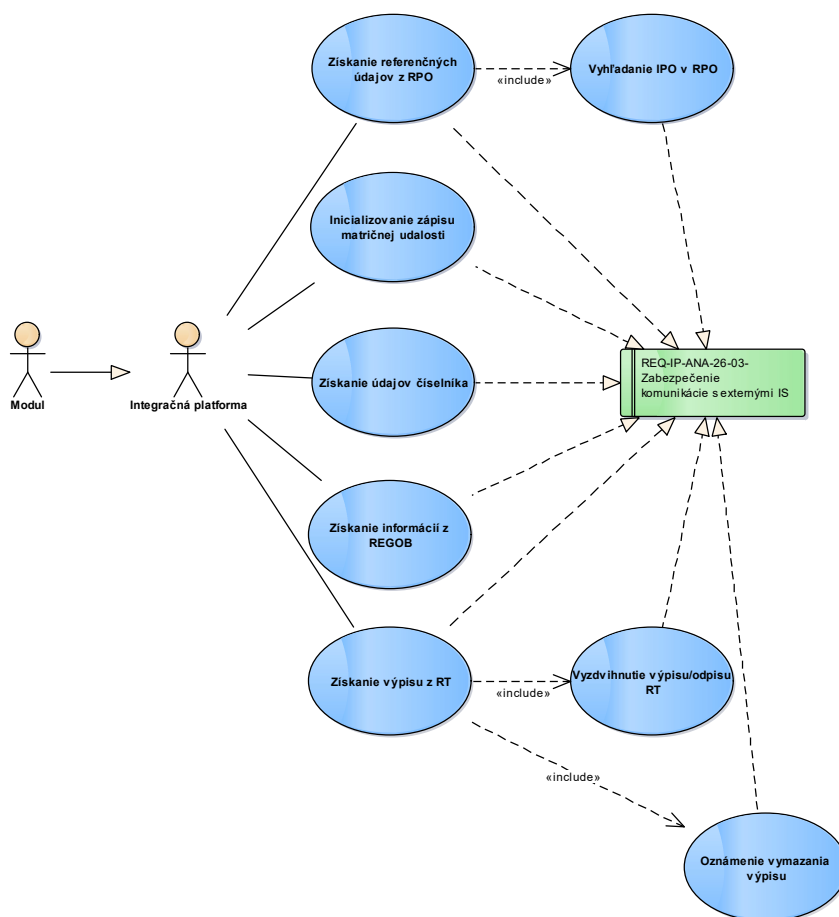 Získanie referenčných
údajov z RPO
«include»
Vyhľadanie IPO v RPO
Inicializovanie zápisu
matričnej udalosti
REQ-IP-ANA-26-03-
Zabezpečenie
komunikácie s externými IS
Získanie údajov číselníka
Modul
Integračná platforma
Získanie informácií z
REGOB
Získanie výpisu z RT
«include»
Vyzdvihnutie výpisu/odpisu
RT
«include»
Oznámenie vymazania
výpisu